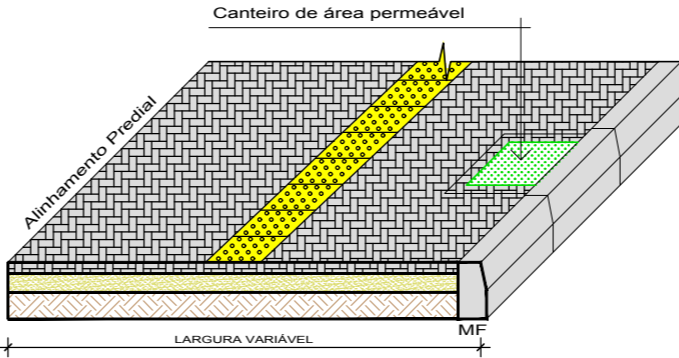 Canteiro de área permeável
Alinhamento Predial
MF
LARGURA VARIÁVEL